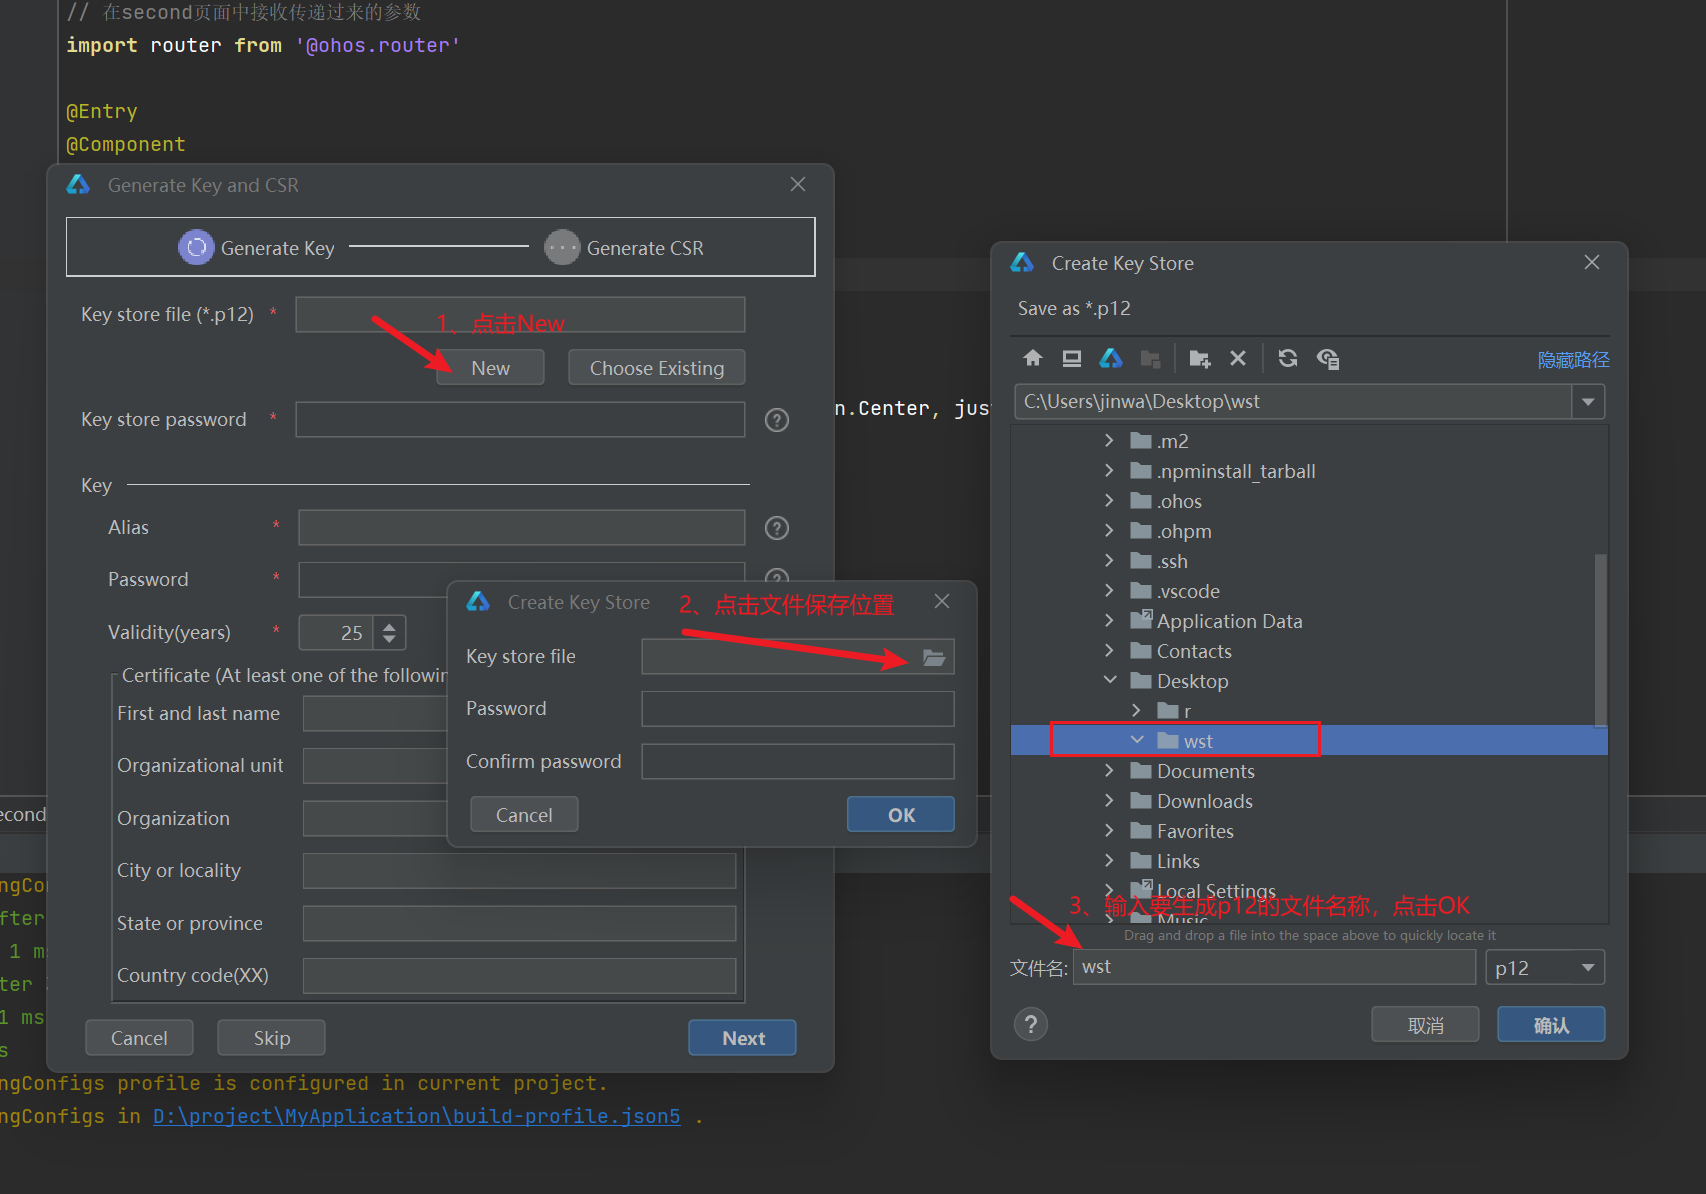 // 在second页面中接收传递过来的参数
import router from '@ohos.router'
@Entry
@Component
Generate Key and CSR
Generate Key
Generate CSR
Key store file (*.p12) *
1、点击New
New
Choose Existing
Key store password *
Key
Alias *
Password *
Validity(years) *
25
Certificate (At least one of the followin
First and last name
Organizational unit
Organization
City or locality
State or province
Country code(XX)
Cancel
Skip
Next
n.Center, jus
Create Key Store
2、点击文件保存位置
Key store file
Password
Confirm password
Cancel
OK
Create Key Store
Save as *.p12
隐藏路径
C:\Users\jinwa\Desktop\wst
.m2
.npminstall_tarball
.ohos
.ohpm
.ssh
.vscode
Application Data
Contacts
Desktop
r
wst
Documents
Downloads
Favorites
Links
Local Settings
Music
3、输入要生成p12的文件名称，点击OK
Drag and drop a file into the space above to quickly locate it
文件名:
wst
p12
取消
确认
econd
ngCo
fter
1 ms
ter
1 ms
s
ngConfigs profile is configured in current project.
ngConfigs in D:\project\MyApplication\build-profile.json5 .